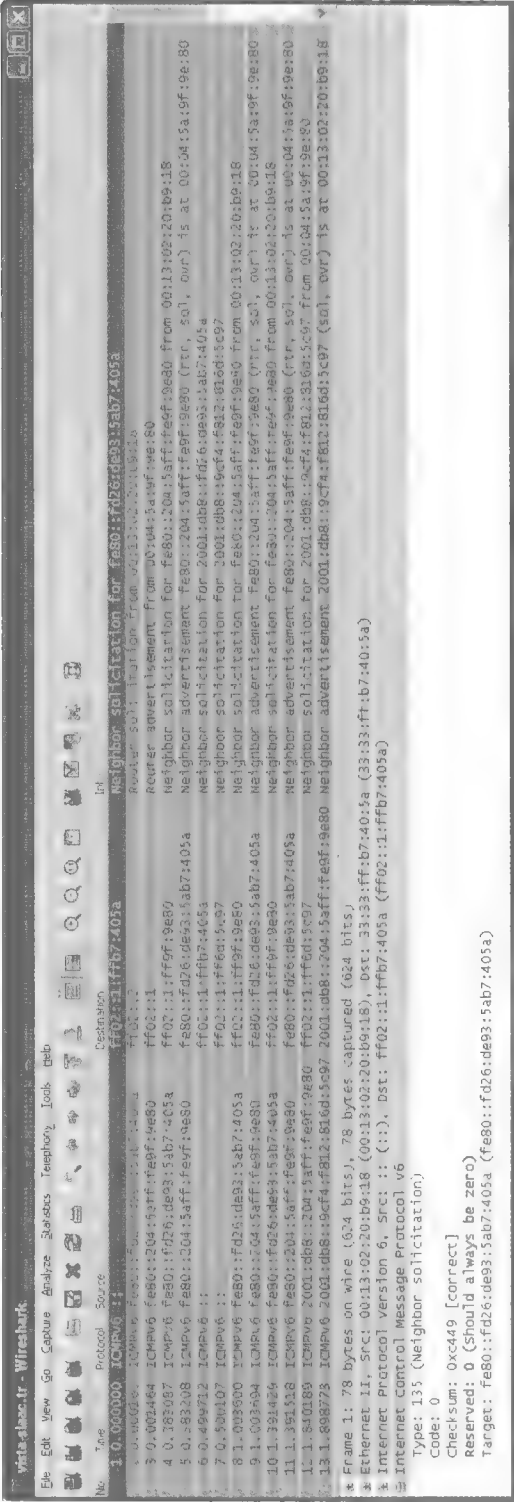 File Edit View Go Capture Analyze Statistics Telephony Tools Help
No. Time Protocol Source Destination Inf
1 0.000000 ICMPv6 :: ff02::1:ffb7:405a Neighbor solicitation for fe80::fd26:de93:5ab7:405a
ICMPv6 ff02::2 Router solicitation from 00:13:02:20:b9:18
ICMPv6 fe80::204:5aff:fe9f:9e80 ff02::1 Router advertisement from 00:04:5a:9f:9e:80
ICMPv6 fe80::fd26:de93:5ab7:405a ff02::1:ff9f:9e80 Neighbor solicitation for fe80::204:5aff:fe9f:9e80 from 00:13:02:20:b9:18
5 0.383208 ICMPv6 fe80::204:5aff:fe9f:9e80 fe80::fd26:de93:5ab7:405a Neighbor advertisement fe80::204:5aff:fe9f:9e80 (rtr, sol, ovr) is at 00:04:5a:9f:9e:80
6 0.499712 ICMPv6 :: ff02::1:ffb7:405a Neighbor solicitation for 2001:db8::fd26:de93:5ab7:405a
7 0.500107 ICMPv6 :: ff02::1:ff6d:5c97 Neighbor solicitation for 2001:db8::9cf4:f812:816d:5c97
8 ICMPv6 fe80::fd26:de93:5ab7:405a ff02::1:ff9f:9e80 Neighbor solicitation for fe80::204:5aff:fe9f:9e80 from 00:13:02:20:b9:18
ICMPv6 fe80::204:5aff:fe9f:9e80 fe80::fd26:de93:5ab7:405a Neighbor advertisement fe80::204:5aff:fe9f:9e80 (rtr, sol, ovr) is at 00:04:5a:9f:9e:80
10 ICMPv6 fe80::fd26:de93:5ab7:405a ff02::1:ff9f:9e80 Neighbor solicitation for fe80::204:5aff:fe9f:9e80 from 00:13:02:20:b9:18
11 ICMPv6 fe80::204:5aff:fe9f:9e80 fe80::fd26:de93:5ab7:405a Neighbor advertisement fe80::204:5aff:fe9f:9e80 (rtr, sol, ovr) is at 00:04:5a:9f:9e:80
ICMPv6 2001:db8::204:5aff:fe9f:9e80 ff02::1:ff6d:5c97 Neighbor solicitation for 2001:db8::9cf4:f812:816d:5c97 from 00:04:5a:9f:9e:80
13 1.898773 ICMPv6 2001:db8::9cf4:f812:816d:5c97 2001:db8::204:5aff:fe9f:9e80 Neighbor advertisement 2001:db8::9cf4:f812:816d:5c97 (sol, ovr) is at 00:13:02:20:b9:18
Frame 1: 78 bytes on wire (624 bits), 78 bytes captured (624 bits)
Ethernet II, Src: 00:13:02:20:b9:18 (00:13:02:20:b9:18), Dst: 33:33:ff:b7:40:5a (33:33:ff:b7:40:5a)
Internet Protocol Version 6, Src: :: (::), Dst: ff02::1:ffb7:405a (ff02::1:ffb7:405a)
Internet Control Message Protocol v6
Type: 135 (Neighbor solicitation)
Code: 0
Checksum: 0xc449 [correct]
Reserved: 0 (Should always be zero)
Target: fe80::fd26:de93:5ab7:405a (fe80::fd26:de93:5ab7:405a)